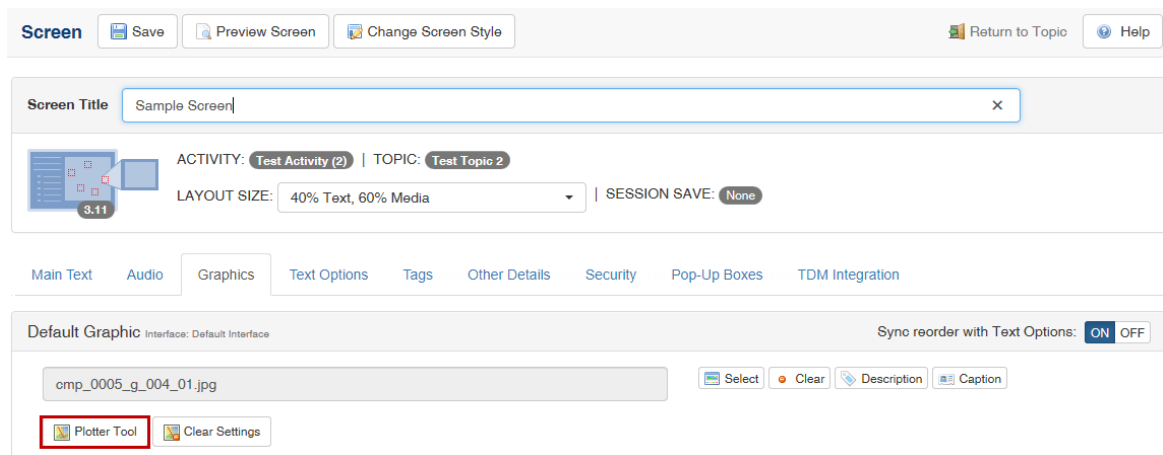 Screen Save Preview Screen Change Screen Style Return to Topic Help
Screen Title Sample Screen
ACTIVITY: Test Activity (2) | TOPIC: Test Topic 2
LAYOUT SIZE: 40% Text, 60% Media | SESSION SAVE: None
3.11
Main Text Audio Graphics Text Options Tags Other Details Security Pop-Up Boxes TDM Integration
Default Graphic Interface: Default Interface Sync reorder with Text Options: ON OFF
cmp_0005_g_004_01.jpg Select Clear Description Caption
Plotter Tool Clear Settings